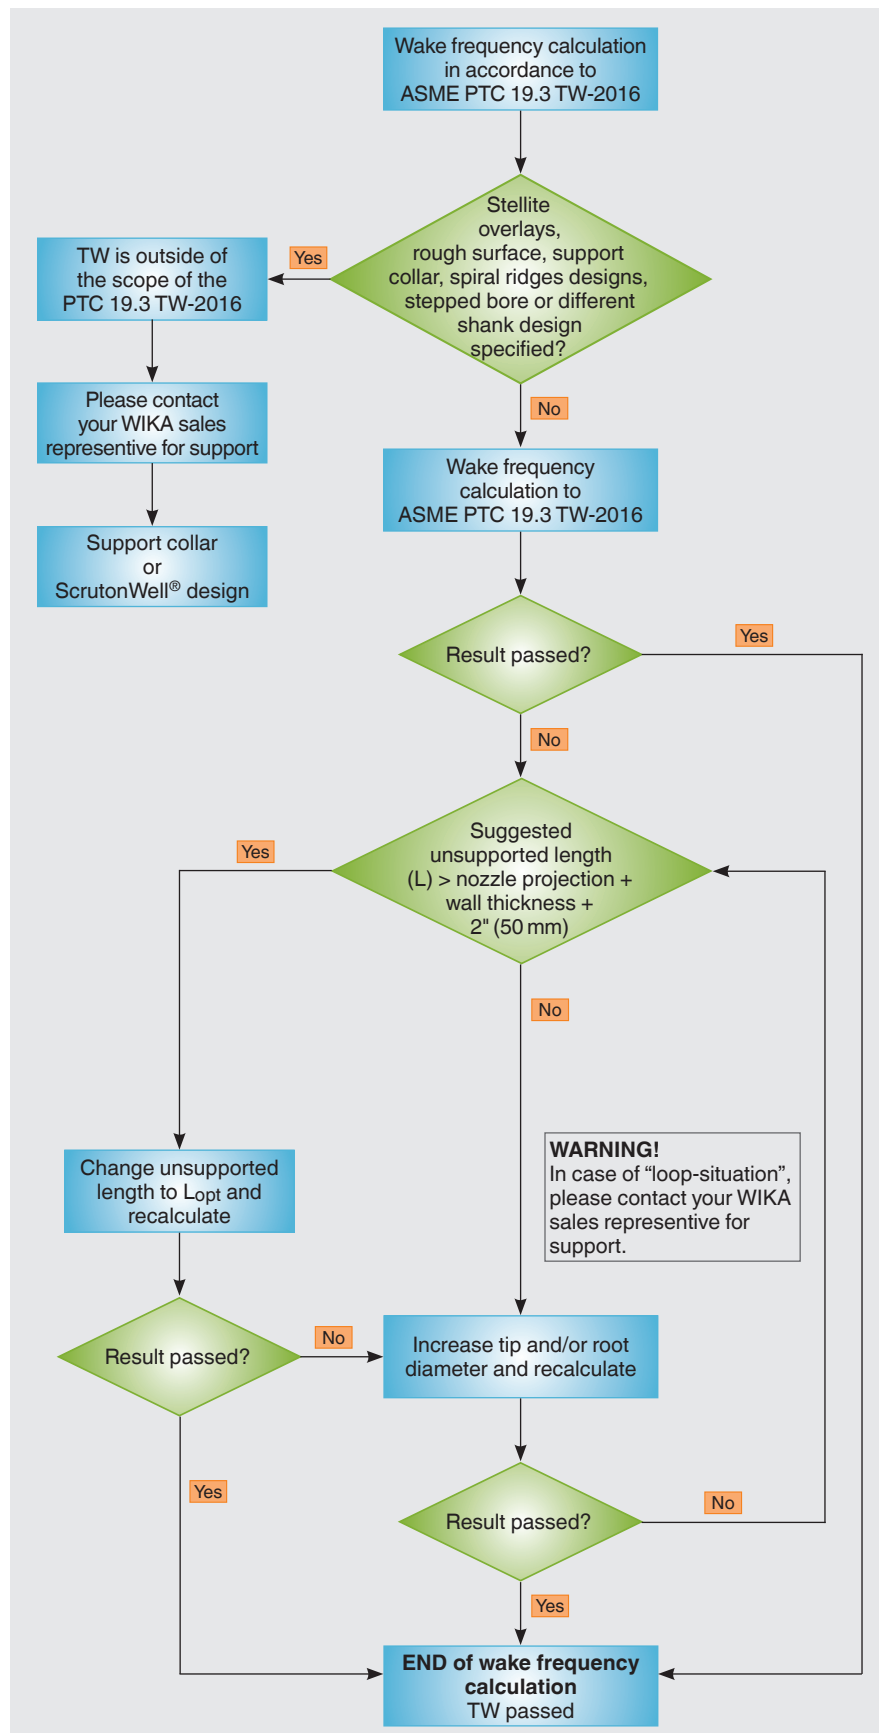 Wake frequency calculation
in accordance to
ASME PTC 19.3 TW-2016
Stellite
overlays,
rough surface, support
collar, spiral ridges designs,
stepped bore or different
shank design
specified?
Yes
TW is outside of
the scope of the
PTC 19.3 TW-2016
Please contact
your WIKA sales
representive for support
Support collar
or
ScrutonWell® design
No
Wake frequency
calculation to
ASME PTC 19.3 TW-2016
Result passed?
Yes
No
Suggested
unsupported length
(L) > nozzle projection +
wall thickness +
2" (50 mm)
Yes
No
Change unsupported
length to Lopt and
recalculate
WARNING!
In case of “loop-situation”,
please contact your WIKA
sales representive for
support.
Result passed?
No
Increase tip and/or root
diameter and recalculate
Yes
Result passed?
No
Yes
END of wake frequency
calculation
TW passed